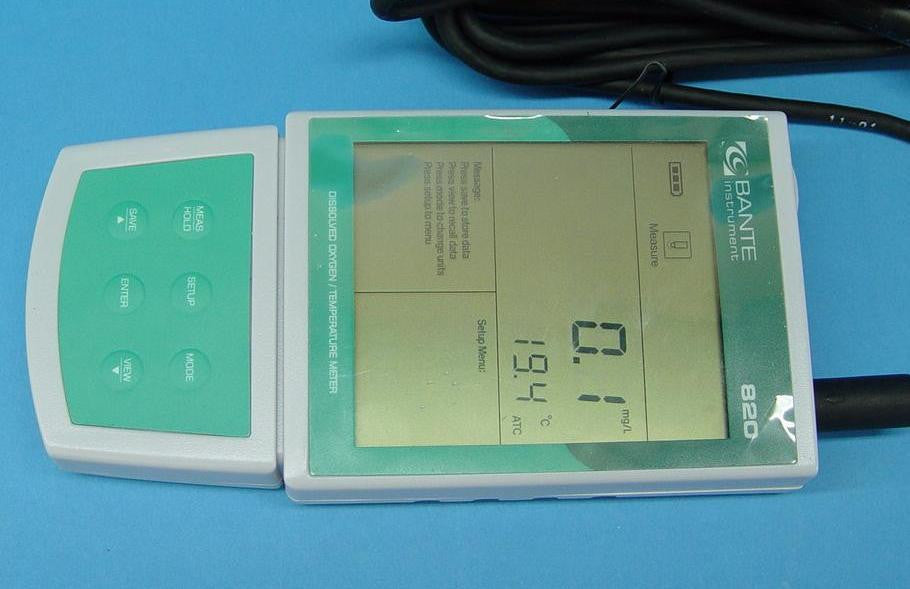 BANTE
instrument
820
Measure
0.1 mg/L
19.4 °C
ATC
Message:
Press save to store data
Press view to recall data
Press mode to change units
Press setup to menu
Setup Menu:
DISSOLVED OXYGEN / TEMPERATURE METER
MEAS
HOLD
SETUP
MODE
SAVE
ENTER
VIEW